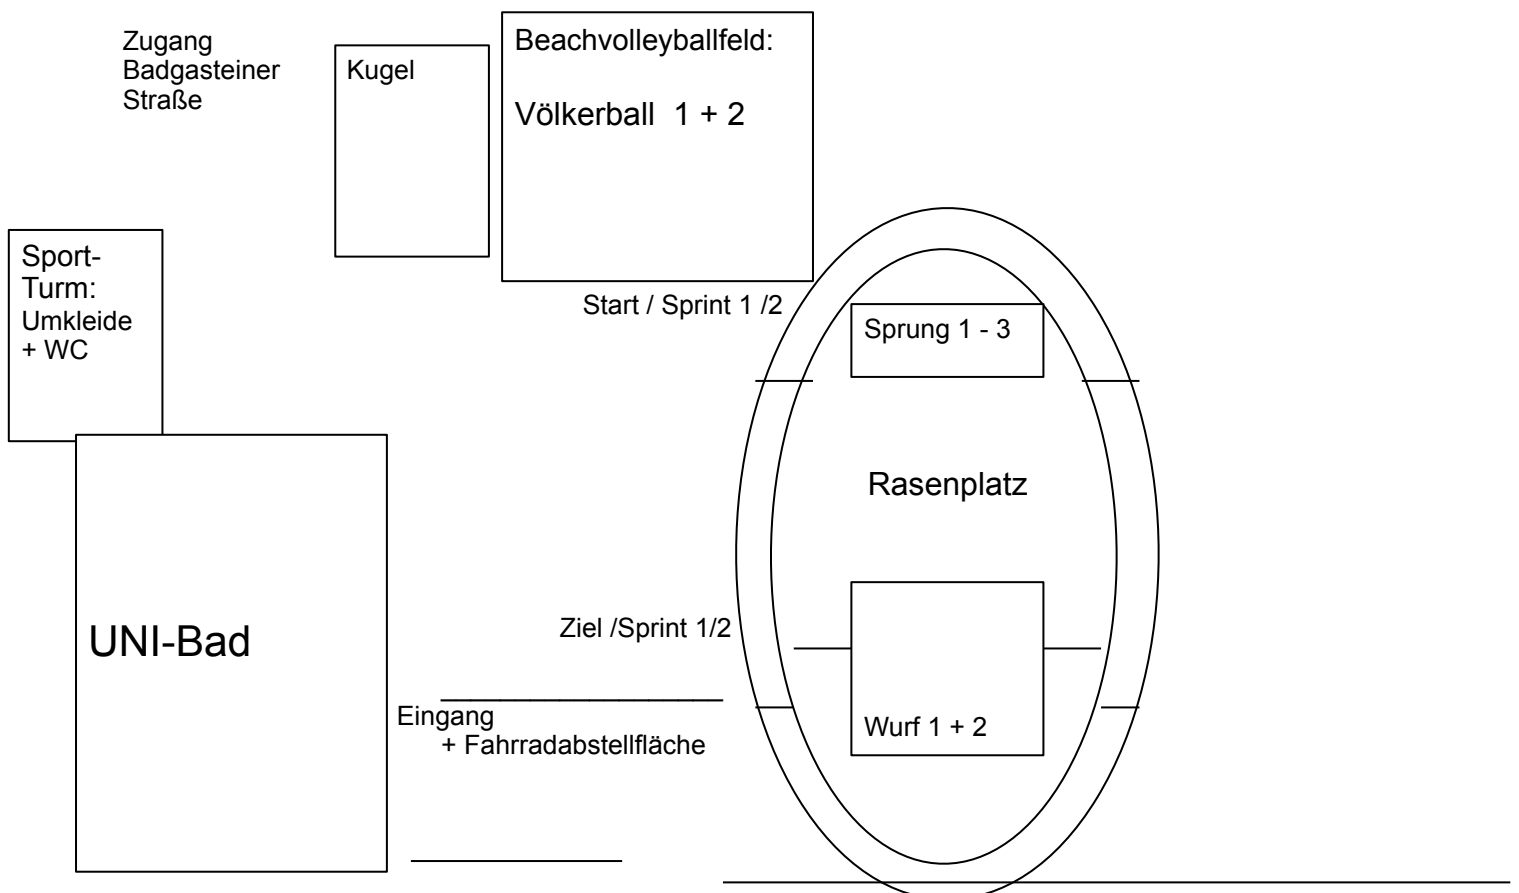 Zugang
Badgasteiner
Straße
Kugel
Beachvolleyballfeld:
Völkerball  1 + 2
Sport-
Turm:
Umkleide
+ WC
Start / Sprint 1 /2
Sprung 1 - 3
Rasenplatz
UNI-Bad
Ziel /Sprint 1/2
Eingang
+ Fahrradabstellfläche
Wurf 1 + 2